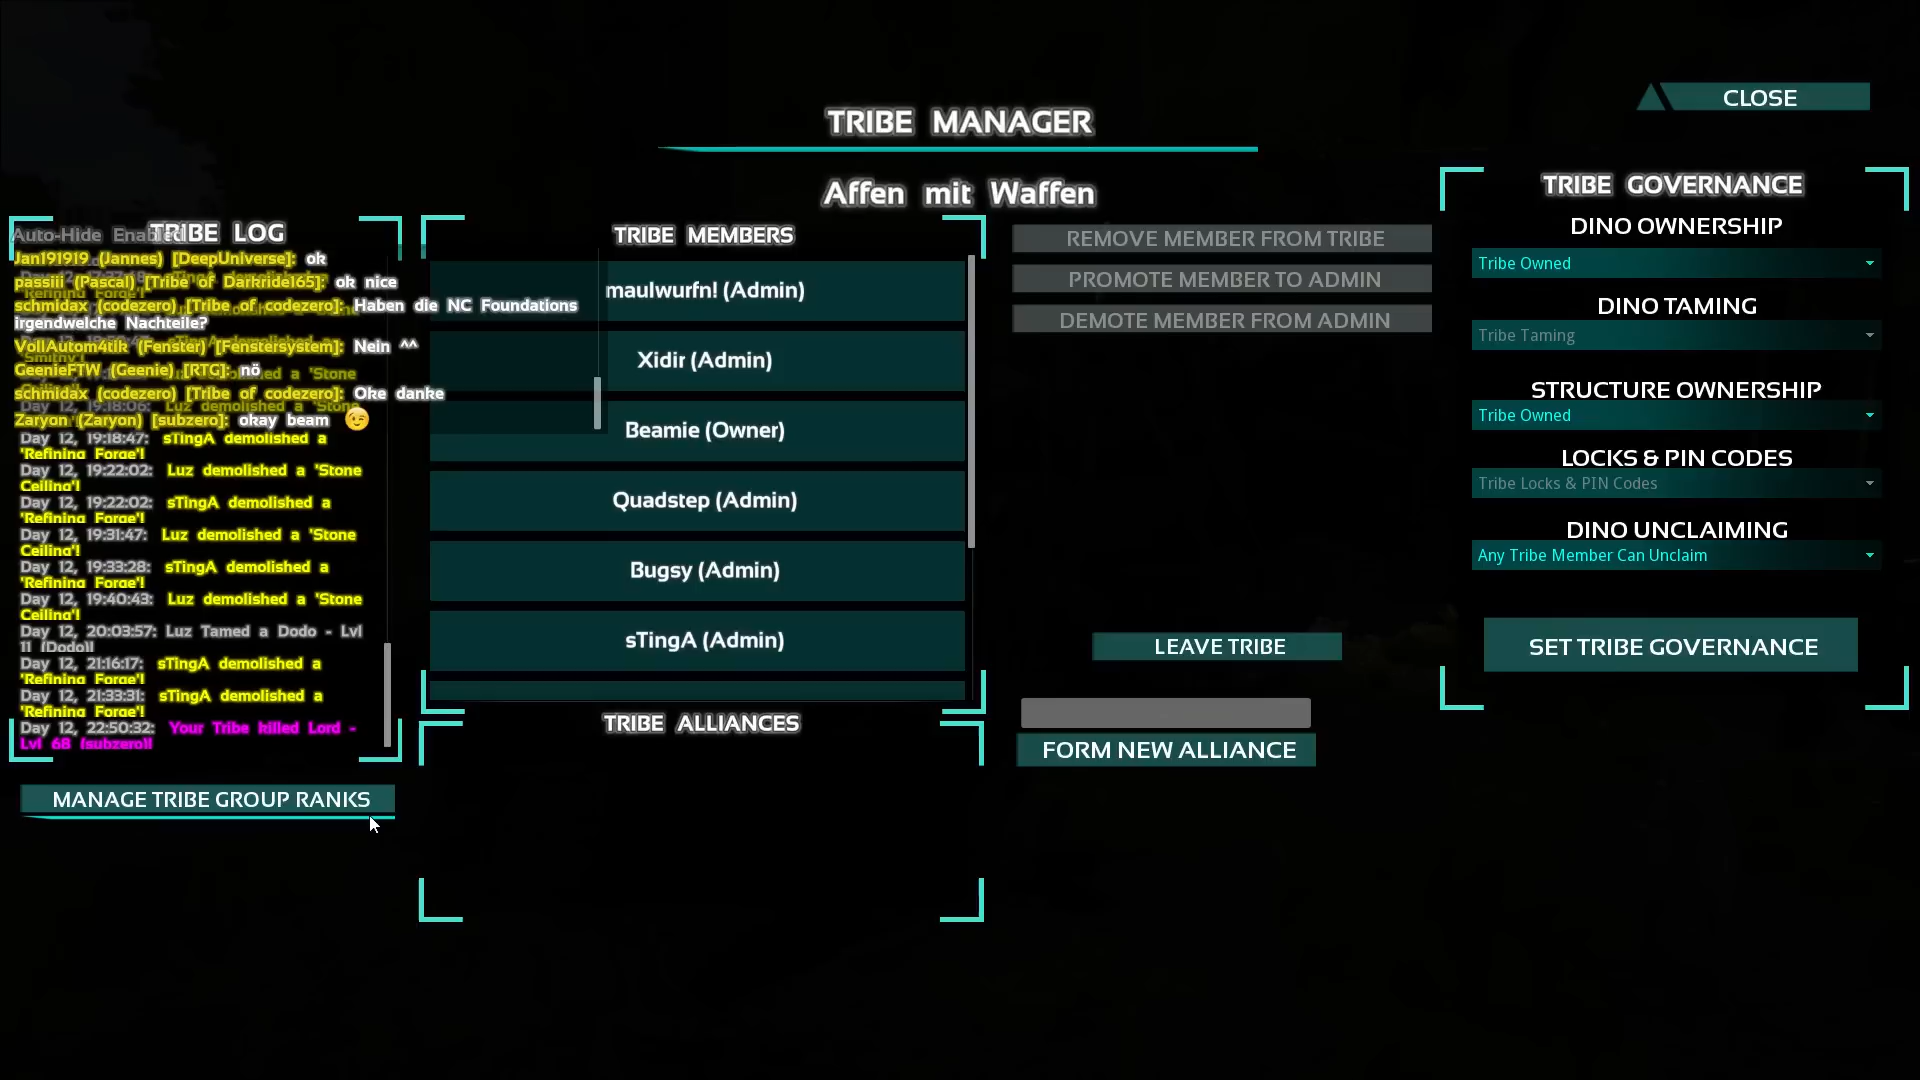 CLOSE
TRIBE MANAGER
Affen mit Waffen
TRIBE LOG
Auto-Hide Enabled
Jan191919 (Jannes) [DeepUniverse]: ok
passiii (Pascal) [Tribe of Darkride165]: ok nice
schmidax (codezero) [Tribe of codezero]: Haben die NC Foundations
irgendwelche Nachteile?
VollAutom4tik (Fenster) [Fenstersystem]: Nein ^^
GeenieFTW (Geenie) [RTG]: nö
schmidax (codezero) [Tribe of codezero]: Oke danke
Day 12, 19:18:06: Luz demolished a 'Stone
Zaryon (Zaryon) [subzero]: okay beam 😉
Day 12, 19:18:47: sTingA demolished a
'Refining Forge'!
Day 12, 19:22:02: Luz demolished a 'Stone
Ceiling'!
Day 12, 19:22:02: sTingA demolished a
'Refining Forge'!
Day 12, 19:31:47: Luz demolished a 'Stone
Ceiling'!
Day 12, 19:33:28: sTingA demolished a
'Refining Forge'!
Day 12, 19:40:43: Luz demolished a 'Stone
Ceiling'!
Day 12, 20:03:57: Luz Tamed a Dodo - Lvl
11 (Dodo)!
Day 12, 21:16:17: sTingA demolished a
'Refining Forge'!
Day 12, 21:33:31: sTingA demolished a
'Refining Forge'!
Day 12, 22:50:32: Your Tribe killed Lord -
Lvl 68 (subzero)!
MANAGE TRIBE GROUP RANKS
TRIBE MEMBERS
maulwurfn! (Admin)
Xidir (Admin)
Beamie (Owner)
Quadstep (Admin)
Bugsy (Admin)
sTingA (Admin)
TRIBE ALLIANCES
REMOVE MEMBER FROM TRIBE
PROMOTE MEMBER TO ADMIN
DEMOTE MEMBER FROM ADMIN
LEAVE TRIBE
FORM NEW ALLIANCE
TRIBE GOVERNANCE
DINO OWNERSHIP
Tribe Owned
DINO TAMING
Tribe Taming
STRUCTURE OWNERSHIP
Tribe Owned
LOCKS & PIN CODES
Tribe Locks & PIN Codes
DINO UNCLAIMING
Any Tribe Member Can Unclaim
SET TRIBE GOVERNANCE